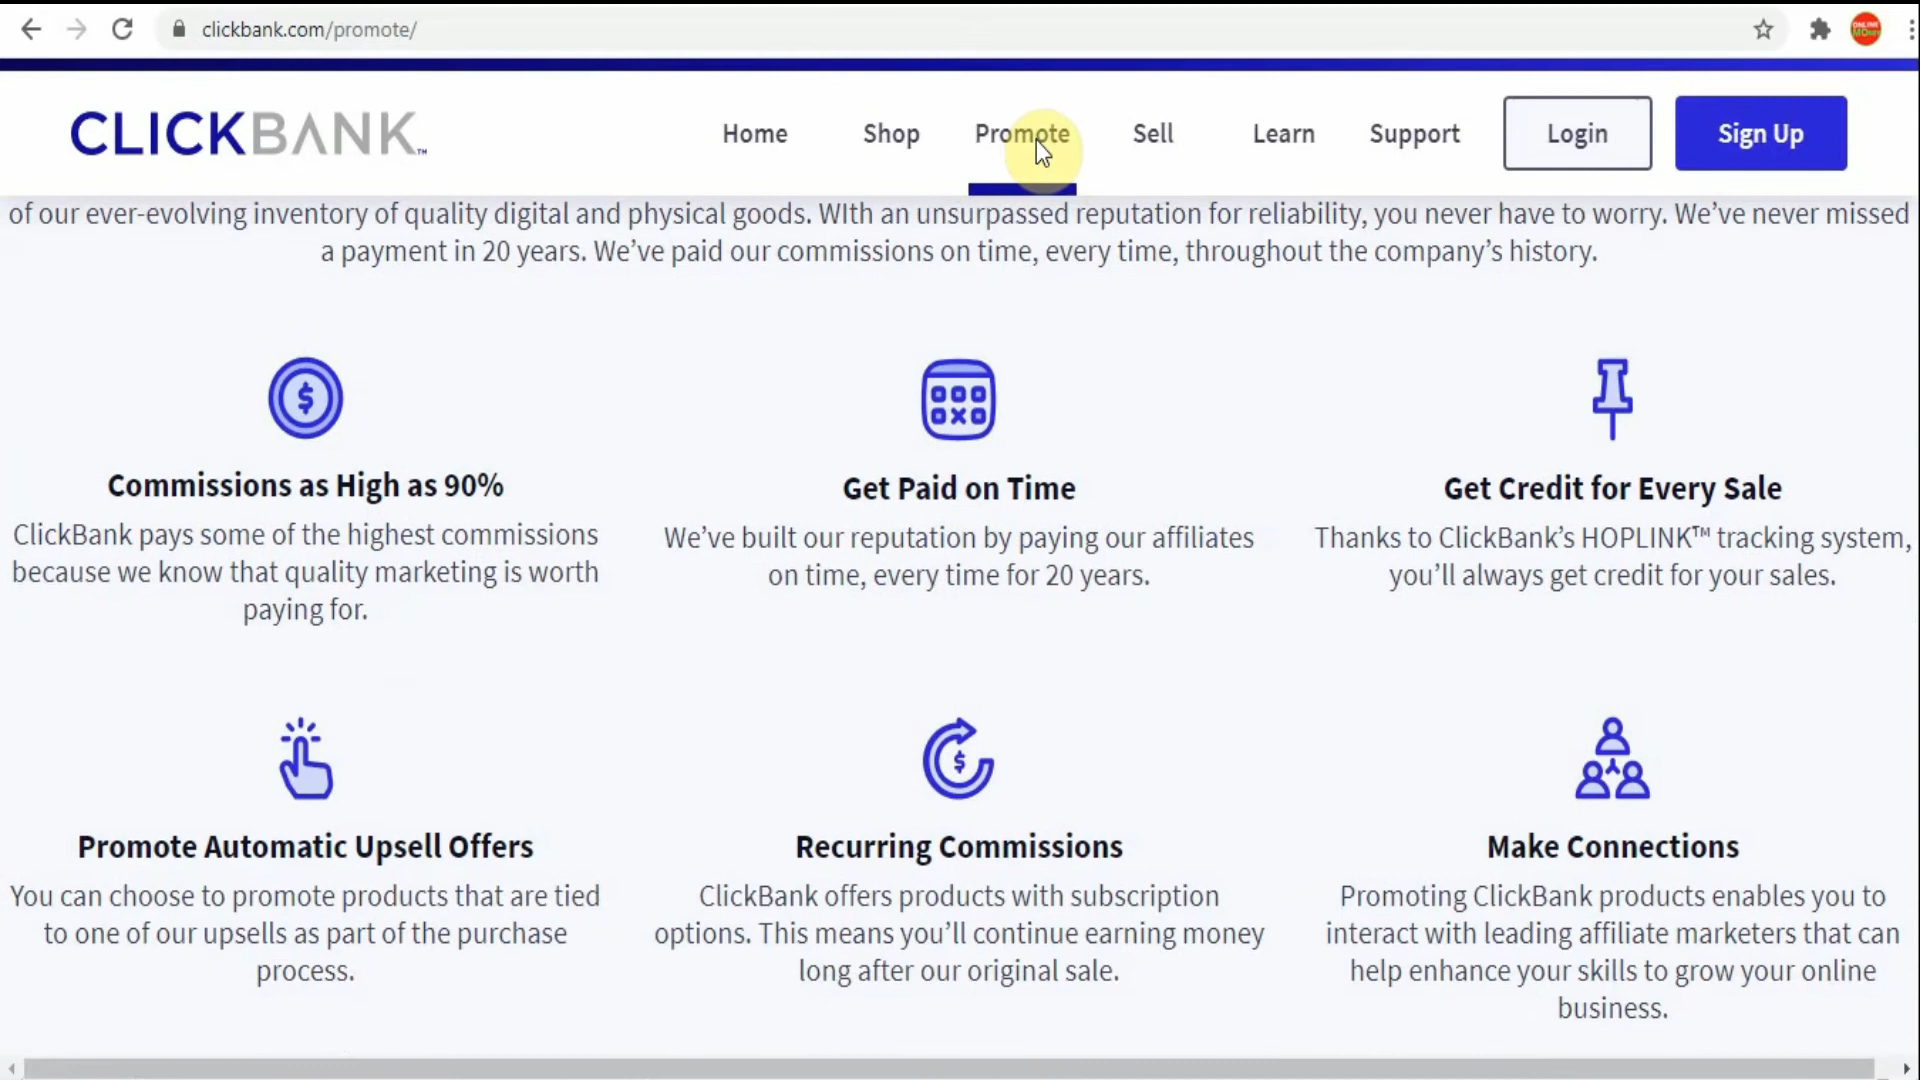 clickbank.com/promote/
ONLINE
CLICKBANK™
Home Shop Promote Sell Learn Support Login Sign Up
of our ever-evolving inventory of quality digital and physical goods. WIth an unsurpassed reputation for reliability, you never have to worry. We’ve never missed
a payment in 20 years. We’ve paid our commissions on time, every time, throughout the company’s history.
Commissions as High as 90%
ClickBank pays some of the highest commissions
because we know that quality marketing is worth
paying for.
Get Paid on Time
We’ve built our reputation by paying our affiliates
on time, every time for 20 years.
Get Credit for Every Sale
Thanks to ClickBank’s HOPLINK™ tracking system,
you’ll always get credit for your sales.
Promote Automatic Upsell Offers
You can choose to promote products that are tied
to one of our upsells as part of the purchase
process.
Recurring Commissions
ClickBank offers products with subscription
options. This means you’ll continue earning money
long after our original sale.
Make Connections
Promoting ClickBank products enables you to
interact with leading affiliate marketers that can
help enhance your skills to grow your online
business.